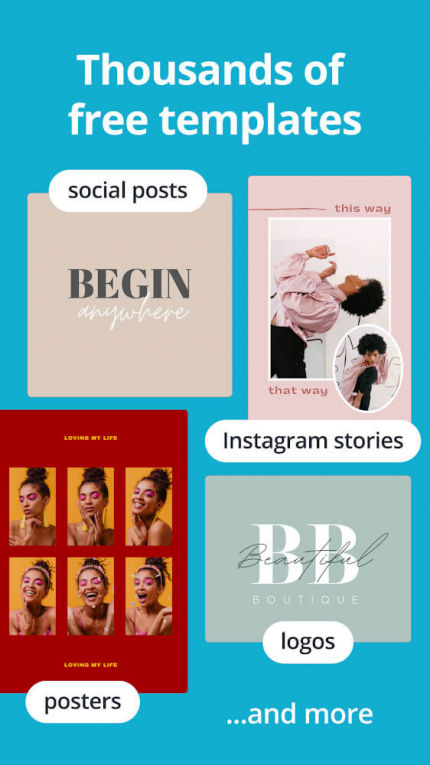 Thousands of
free templates
social posts
BEGIN
anywhere
this way
that way
Instagram stories
LOVING MY LIFE
LOVING MY LIFE
posters
BB
Beautiful
BOUTIQUE
logos
...and more